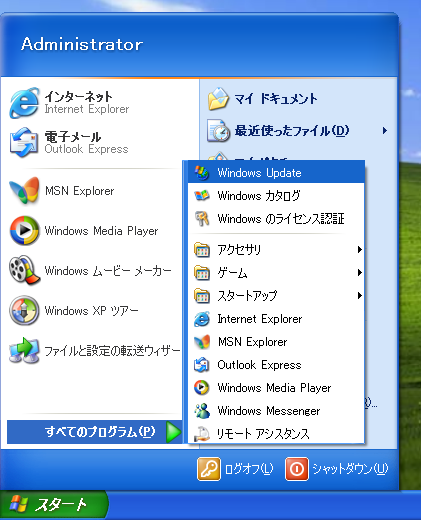 Administrator
インターネット
Internet Explorer
電子メール
Outlook Express
MSN Explorer
Windows Media Player
Windows ムービー メーカー
Windows XP ツアー
ファイルと設定の転送ウィザー
すべてのプログラム(P)
マイ ドキュメント
最近使ったファイル(D)
Windows Update
Windows カタログ
Windows のライセンス認証
アクセサリ
ゲーム
スタートアップ
Internet Explorer
MSN Explorer
Outlook Express
Windows Media Player
Windows Messenger
リモート アシスタンス
ログオフ(L)
シャットダウン(U)
スタート